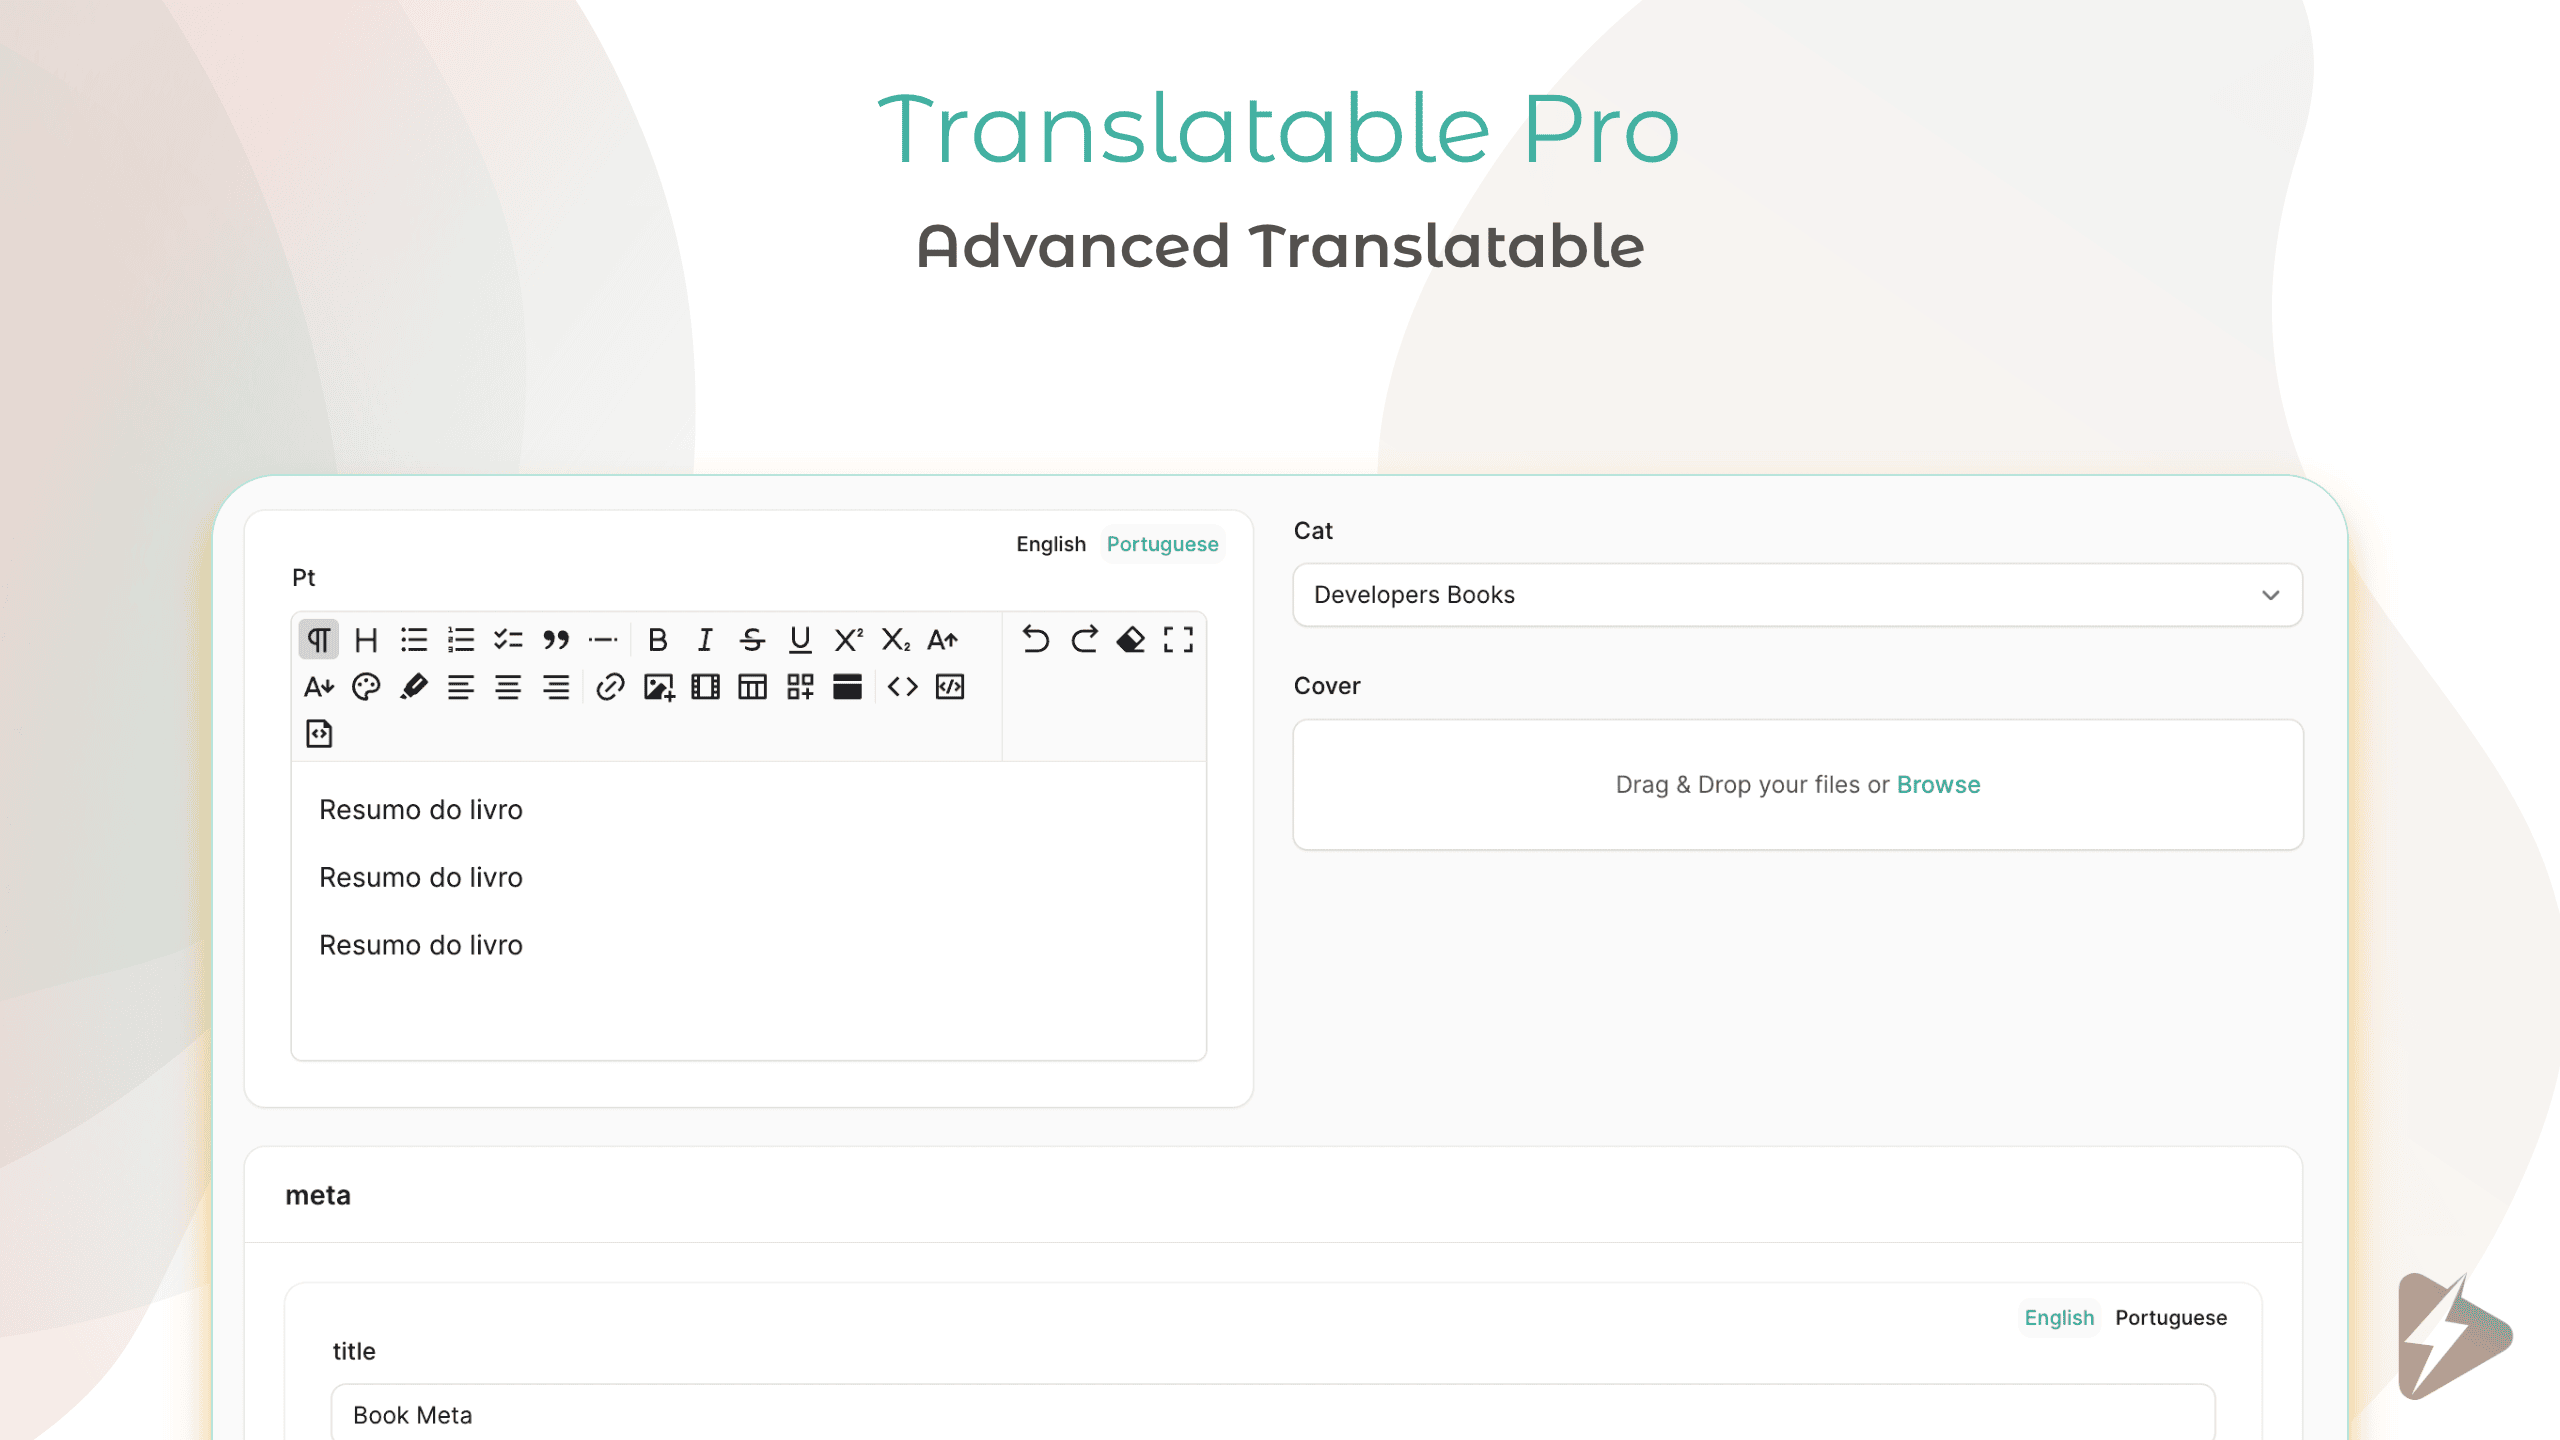 Translatable Pro
Advanced Translatable
English Portuguese
Pt
Resumo do livro
Resumo do livro
Resumo do livro
Cat
Developers Books
Cover
Drag & Drop your files or Browse
meta
English Portuguese
title
Book Meta